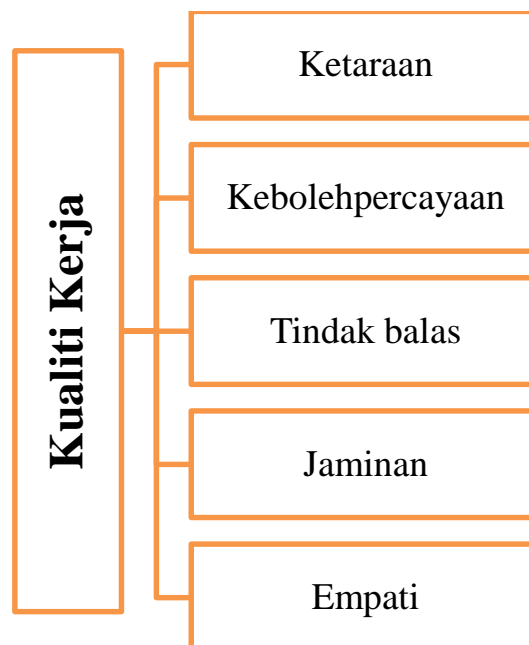 Kualiti Kerja
Ketaraan
Kebolehpercayaan
Tindak balas
Jaminan
Empati